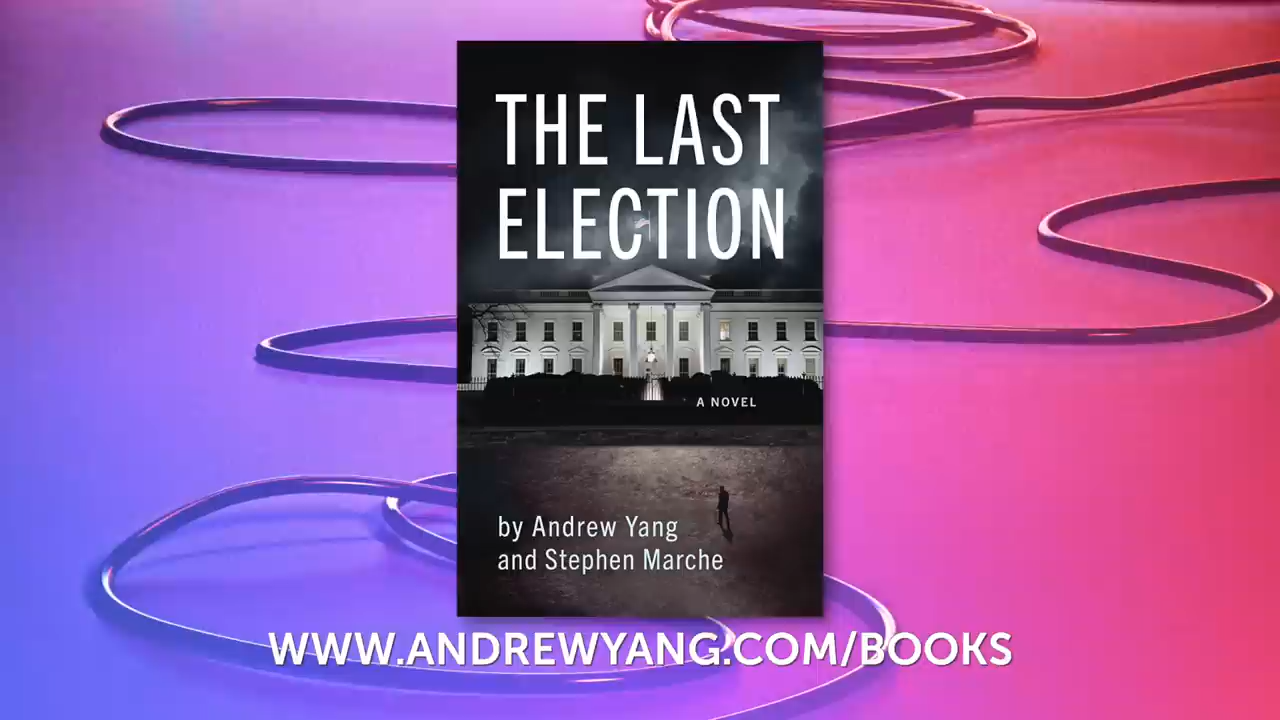 THE LAST
ELECTION
A NOVEL
by Andrew Yang
and Stephen Marche
WWW.ANDREWYANG.COM/BOOKS